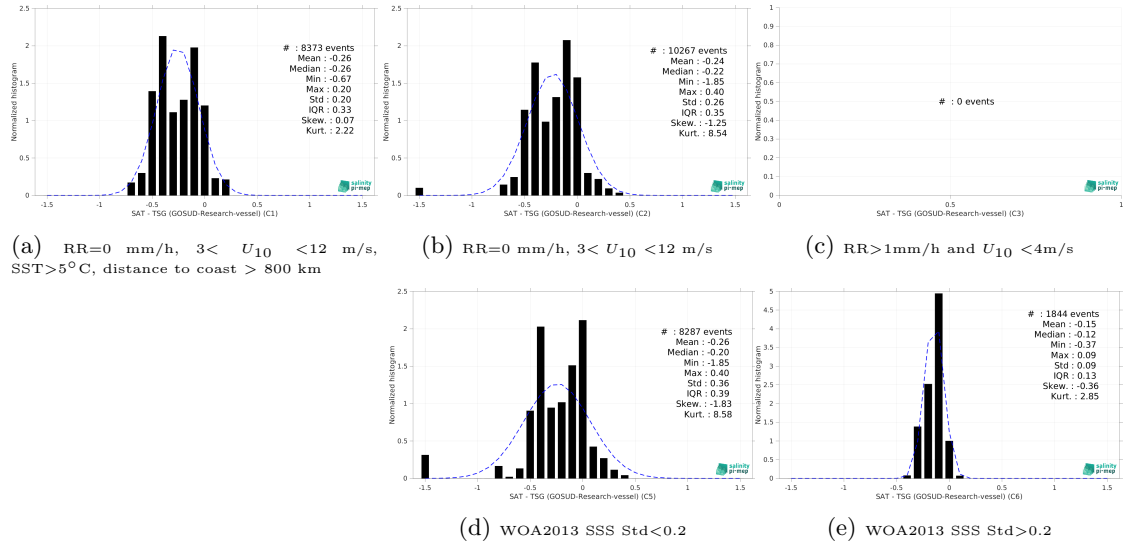 2.5
2
1.5
1
0.5
0
Normalized histogram
# : 8373 events
Mean : -0.26
Median : -0.26
Min : -0.67
Max : 0.20
Std : 0.20
IQR : 0.33
Skew. : 0.07
Kurt. : 2.22
salinity
pi-mep
-1.5 -1 -0.5 0 0.5 1 1.5
SAT - TSG (GOSUD-Research-vessel) (C1)
(a) RR=0 mm/h, 3< U10 <12 m/s,
SST>5°C, distance to coast > 800 km
2.5
2
1.5
1
0.5
0
Normalized histogram
# : 10267 events
Mean : -0.24
Median : -0.22
Min : -1.85
Max : 0.40
Std : 0.26
IQR : 0.35
Skew. : -1.25
Kurt. : 8.54
salinity
pi-mep
-1.5 -1 -0.5 0 0.5 1 1.5
SAT - TSG (GOSUD-Research-vessel) (C2)
(b) RR=0 mm/h, 3< U10 <12 m/s
1
0.9
0.8
0.7
0.6
0.5
0.4
0.3
0.2
0.1
0
Normalized histogram
# : 0 events
salinity
pi-mep
0 0.5 1
SAT - TSG (GOSUD-Research-vessel) (C3)
(c) RR>1mm/h and U10 <4m/s
2.5
2
1.5
1
0.5
0
Normalized histogram
# : 8287 events
Mean : -0.26
Median : -0.20
Min : -1.85
Max : 0.40
Std : 0.36
IQR : 0.39
Skew. : -1.83
Kurt. : 8.58
salinity
pi-mep
-1.5 -1 -0.5 0 0.5 1 1.5
SAT - TSG (GOSUD-Research-vessel) (C5)
(d) WOA2013 SSS Std<0.2
5
4.5
4
3.5
3
2.5
2
1.5
1
0.5
0
Normalized histogram
# : 1844 events
Mean : -0.15
Median : -0.12
Min : -0.37
Max : 0.09
Std : 0.09
IQR : 0.13
Skew. : -0.36
Kurt. : 2.85
salinity
pi-mep
-1.5 -1 -0.5 0 0.5 1 1.5
SAT - TSG (GOSUD-Research-vessel) (C6)
(e) WOA2013 SSS Std>0.2